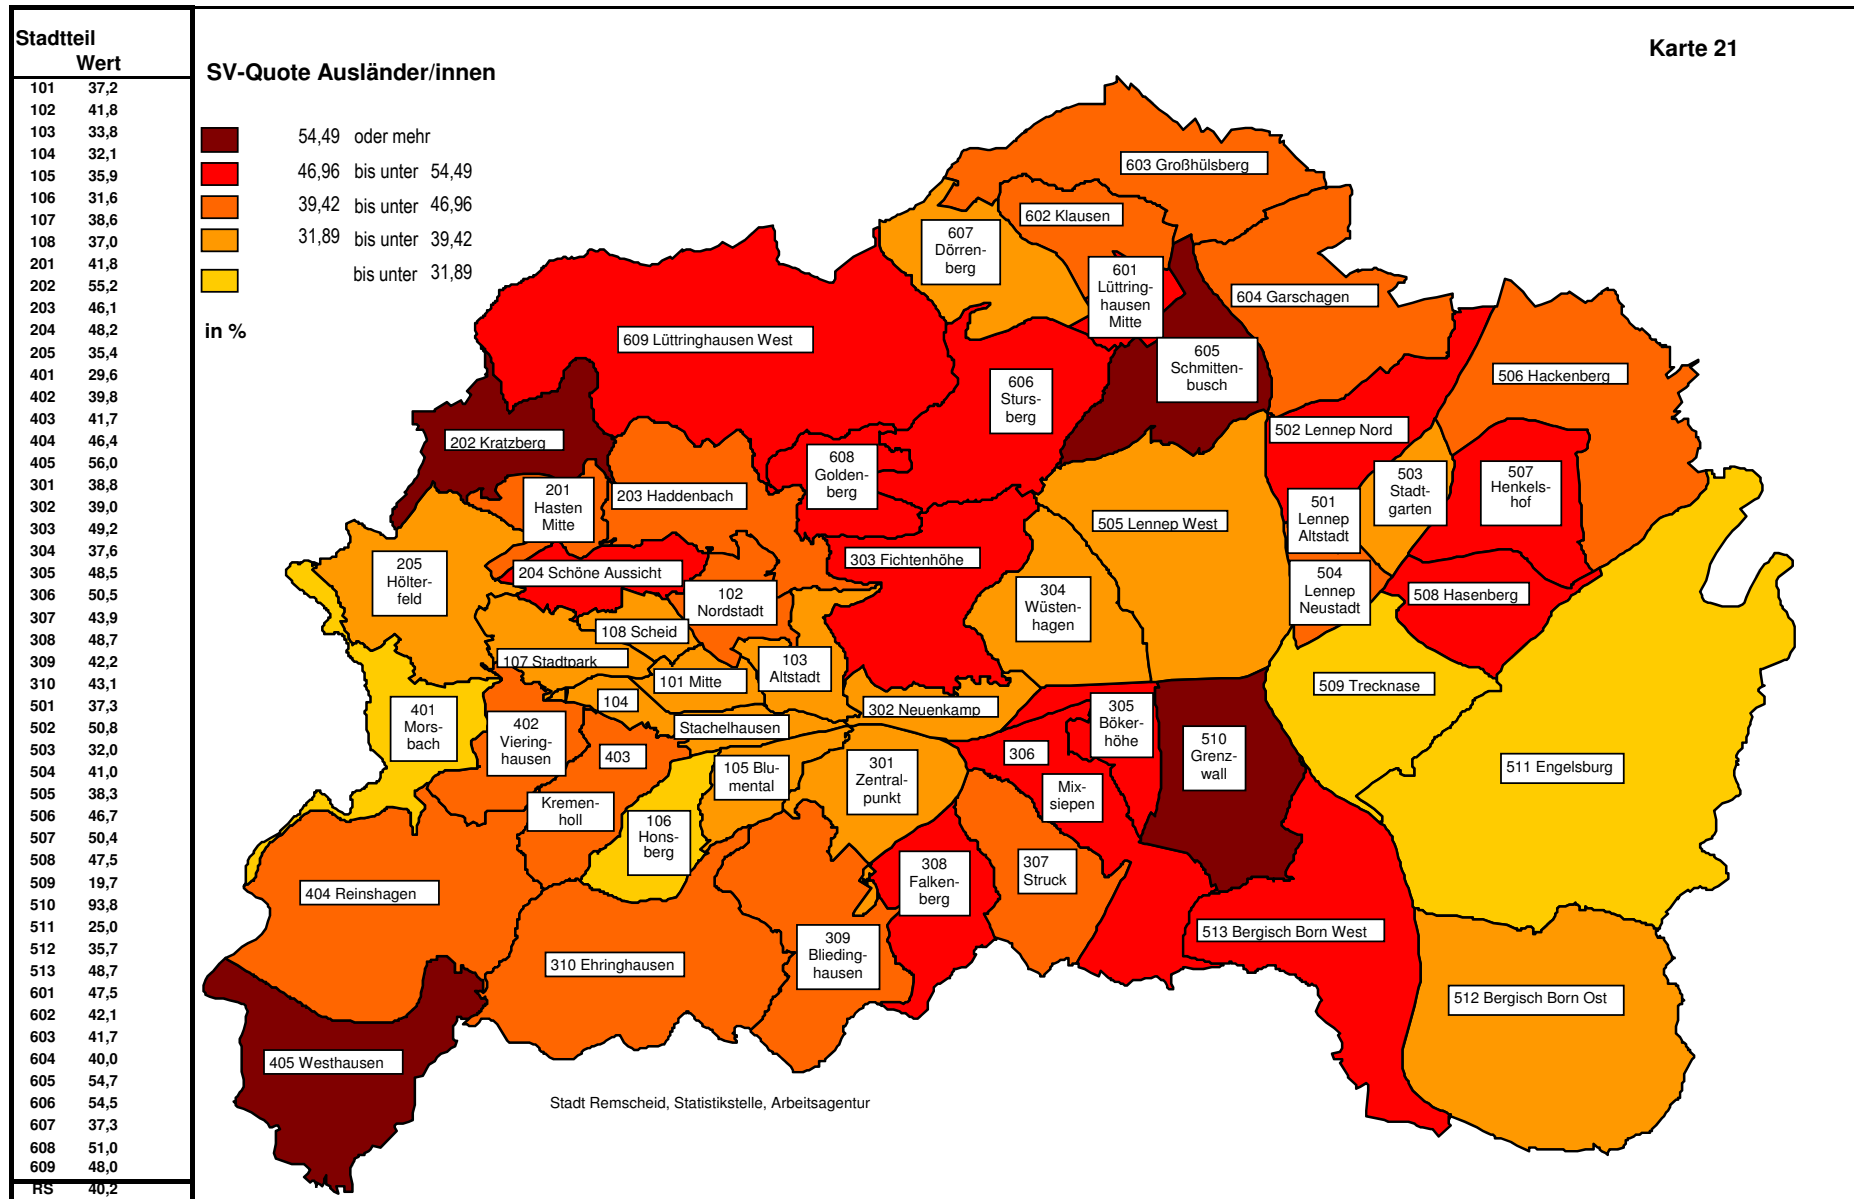 Stadtteil
Wert
101 37,2
102 41,8
103 33,8
104 32,1
105 35,9
106 31,6
107 38,6
108 37,0
201 41,8
202 55,2
203 46,1
204 48,2
205 35,4
401 29,6
402 39,8
403 41,7
404 46,4
405 56,0
301 38,8
302 39,0
303 49,2
304 37,6
305 48,5
306 50,5
307 43,9
308 48,7
309 42,2
310 43,1
501 37,3
502 50,8
503 32,0
504 41,0
505 38,3
506 46,7
507 50,4
508 47,5
509 19,7
510 93,8
511 25,0
512 35,7
513 48,7
601 47,5
602 42,1
603 41,7
604 40,0
605 54,7
606 54,5
607 37,3
608 51,0
609 48,0
RS 40,2
Karte 21
SV-Quote Ausländer/innen
54,49 oder mehr
46,96 bis unter 54,49
39,42 bis unter 46,96
31,89 bis unter 39,42
bis unter 31,89
in %
603 Großhülsberg
602 Klausen
607
Dörren-
berg
601
Lüttring-
hausen
Mitte
604 Garschagen
609 Lüttringhausen West
605
Schmitten-
busch
606
Sturs-
berg
506 Hackenberg
202 Kratzberg
502 Lennep Nord
608
Golden-
berg
503
Stadt-
garten
507
Henkels-
hof
201
Hasten
Mitte
203 Haddenbach
501
Lennep
Altstadt
505 Lennep West
205
Hölter-
feld
204 Schöne Aussicht
303 Fichtenhöhe
504
Lennep
Neustadt
508 Hasenberg
102
Nordstadt
304
Wüsten-
hagen
108 Scheid
107 Stadtpark
101 Mitte
103
Altstadt
509 Trecknase
104
Stachelhausen
302 Neuenkamp
401
Mors-
bach
402
Viering-
hausen
305
Böker-
höhe
510
Grenz-
wall
403
Kremen-
holl
105 Blu-
mental
301
Zentral-
punkt
306
Mix-
siepen
511 Engelsburg
106
Hons-
berg
404 Reinshagen
308
Falken-
berg
307
Struck
309
Blieding-
hausen
310 Ehringhausen
513 Bergisch Born West
512 Bergisch Born Ost
405 Westhausen
Stadt Remscheid, Statistikstelle, Arbeitsagentur